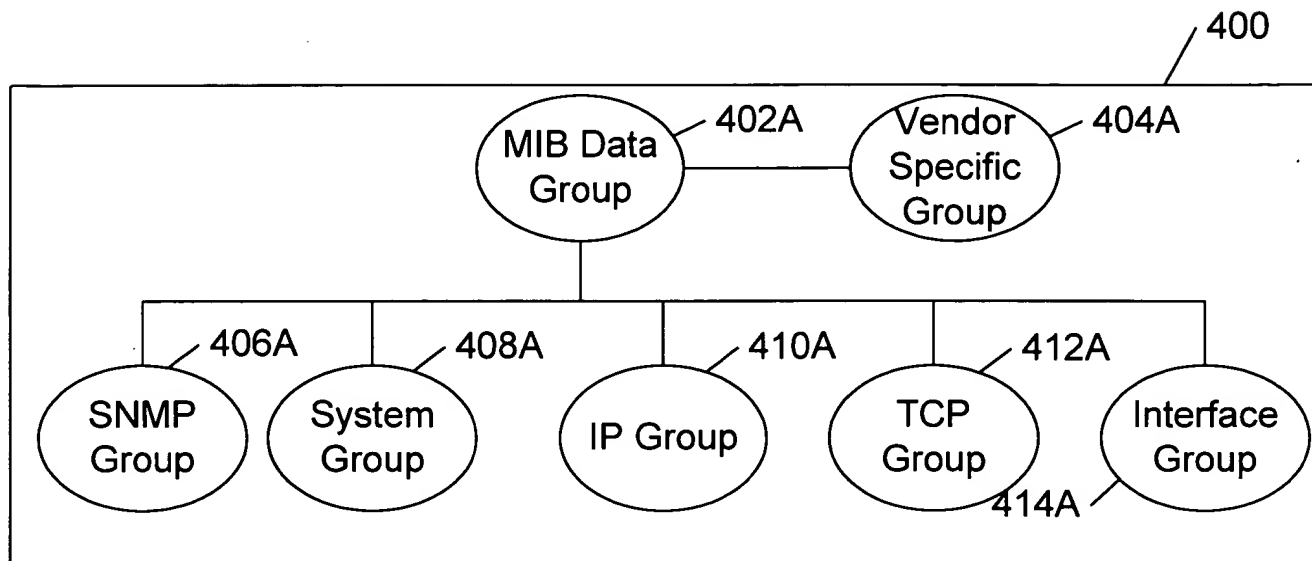 400
MIB Data
Group
402A
Vendor
Specific
Group
404A
SNMP
Group
406A
System
Group
408A
IP Group
410A
TCP
Group
412A
Interface
Group
414A